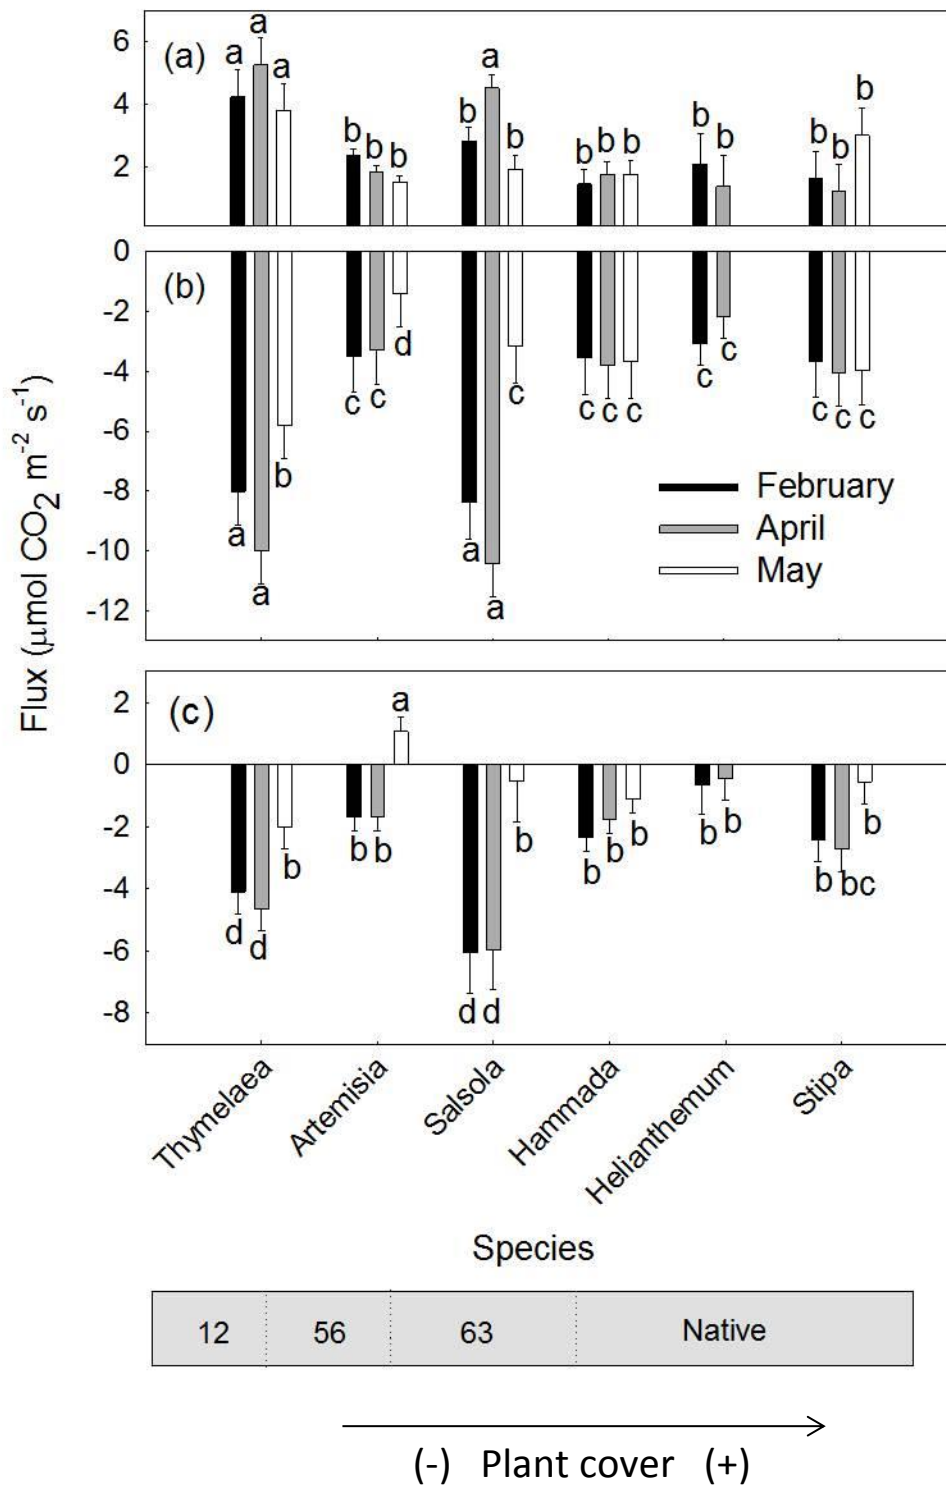 (a)
6
4
2
a a a
b b b
b a b
b b b
b b
b b b
(b)
0
-2
-4
-6
-8
-10
-12
a a b
c c d
a a c
c c c
c c
c c c
February
April
May
Flux (μmol CO2 m-2 s-1)
(c)
2
0
-2
-4
-6
-8
d d b
b b a
d d b
b b b
b b
b bc b
Thymelaea
Artemisia
Salsola
Hammada
Helianthemum
Stipa
Species
12 56 63 Native
(-) Plant cover (+)